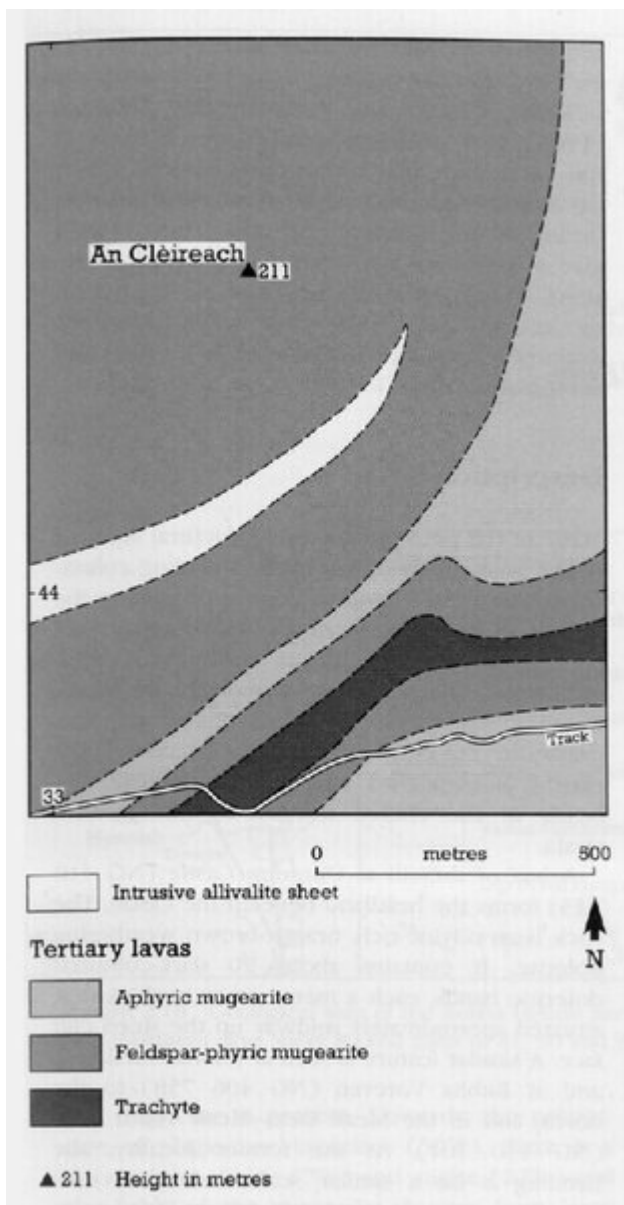 An Clèireach
211
44
33
Track
0 metres 500
Intrusive allivalite sheet
N
Tertiary lavas
Aphyric mugearite
Feldspar-phyric mugearite
Trachyte
211 Height in metres